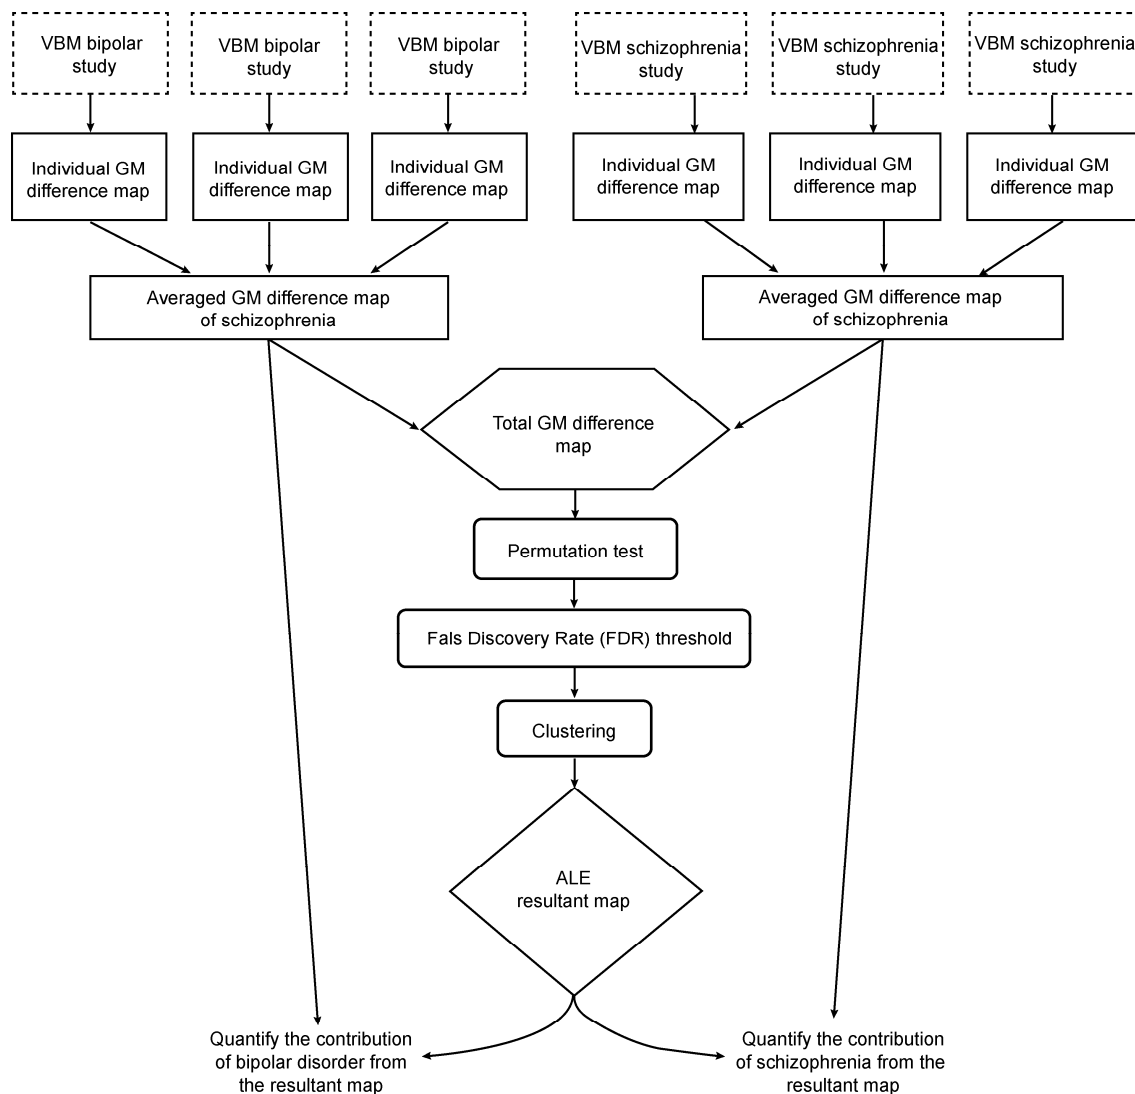 VBM bipolar
study
VBM bipolar
study
VBM bipolar
study
VBM schizophrenia
study
VBM schizophrenia
study
VBM schizophrenia
study
Individual GM
difference map
Individual GM
difference map
Individual GM
difference map
Individual GM
difference map
Individual GM
difference map
Individual GM
difference map
Averaged GM difference map
of schizophrenia
Averaged GM difference map
of schizophrenia
Total GM difference
map
Permutation test
Fals Discovery Rate (FDR) threshold
Clustering
ALE
resultant map
Quantify the contribution
of bipolar disorder from
the resultant map
Quantify the contribution
of schizophrenia from the
resultant map